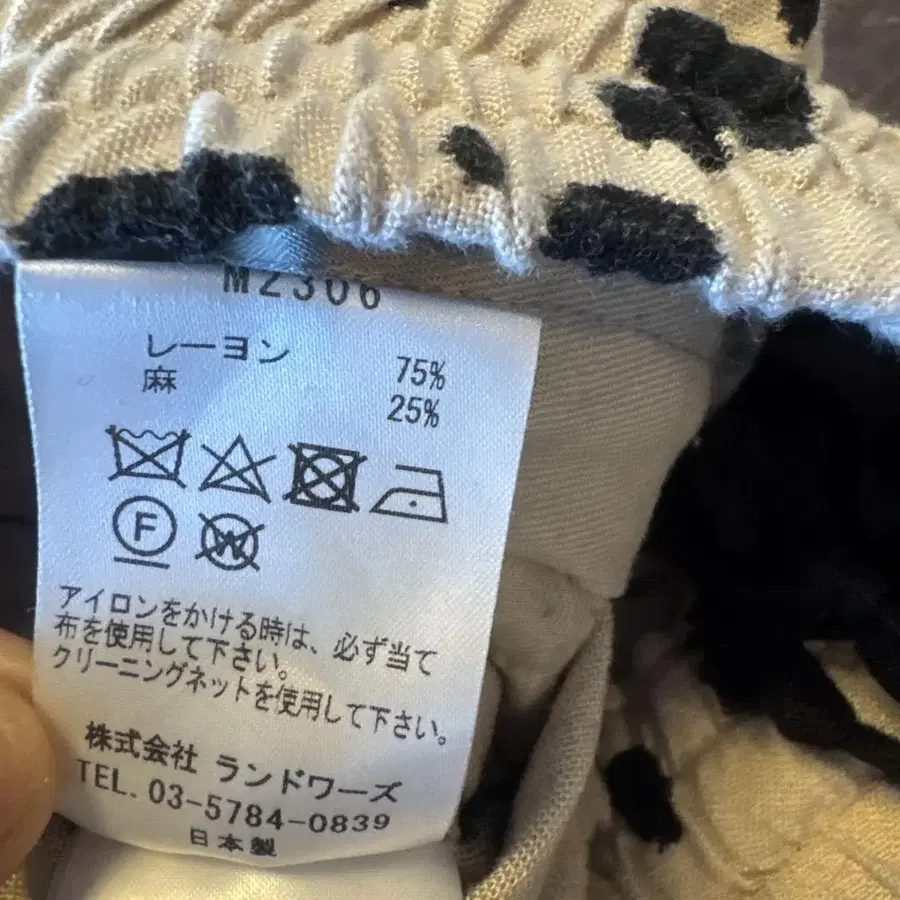 M2306
レーヨン 75%
麻 25%
F
W
アイロンをかける時は、必ず当て
布を使用して下さい。
クリーニングネットを使用して下さい。
株式会社 ランドワーズ
TEL. 03-5784-0839
日本製